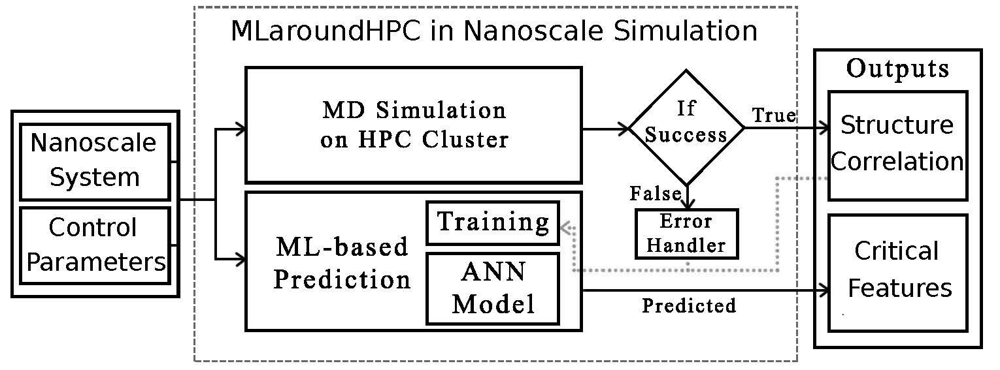 MLaroundHPC in Nanoscale Simulation
Nanoscale
System
Control
Parameters
MD Simulation
on HPC Cluster
ML-based
Prediction
Training
ANN
Model
If
Success
True
False
Error
Handler
Predicted
Outputs
Structure
Correlation
Critical
Features